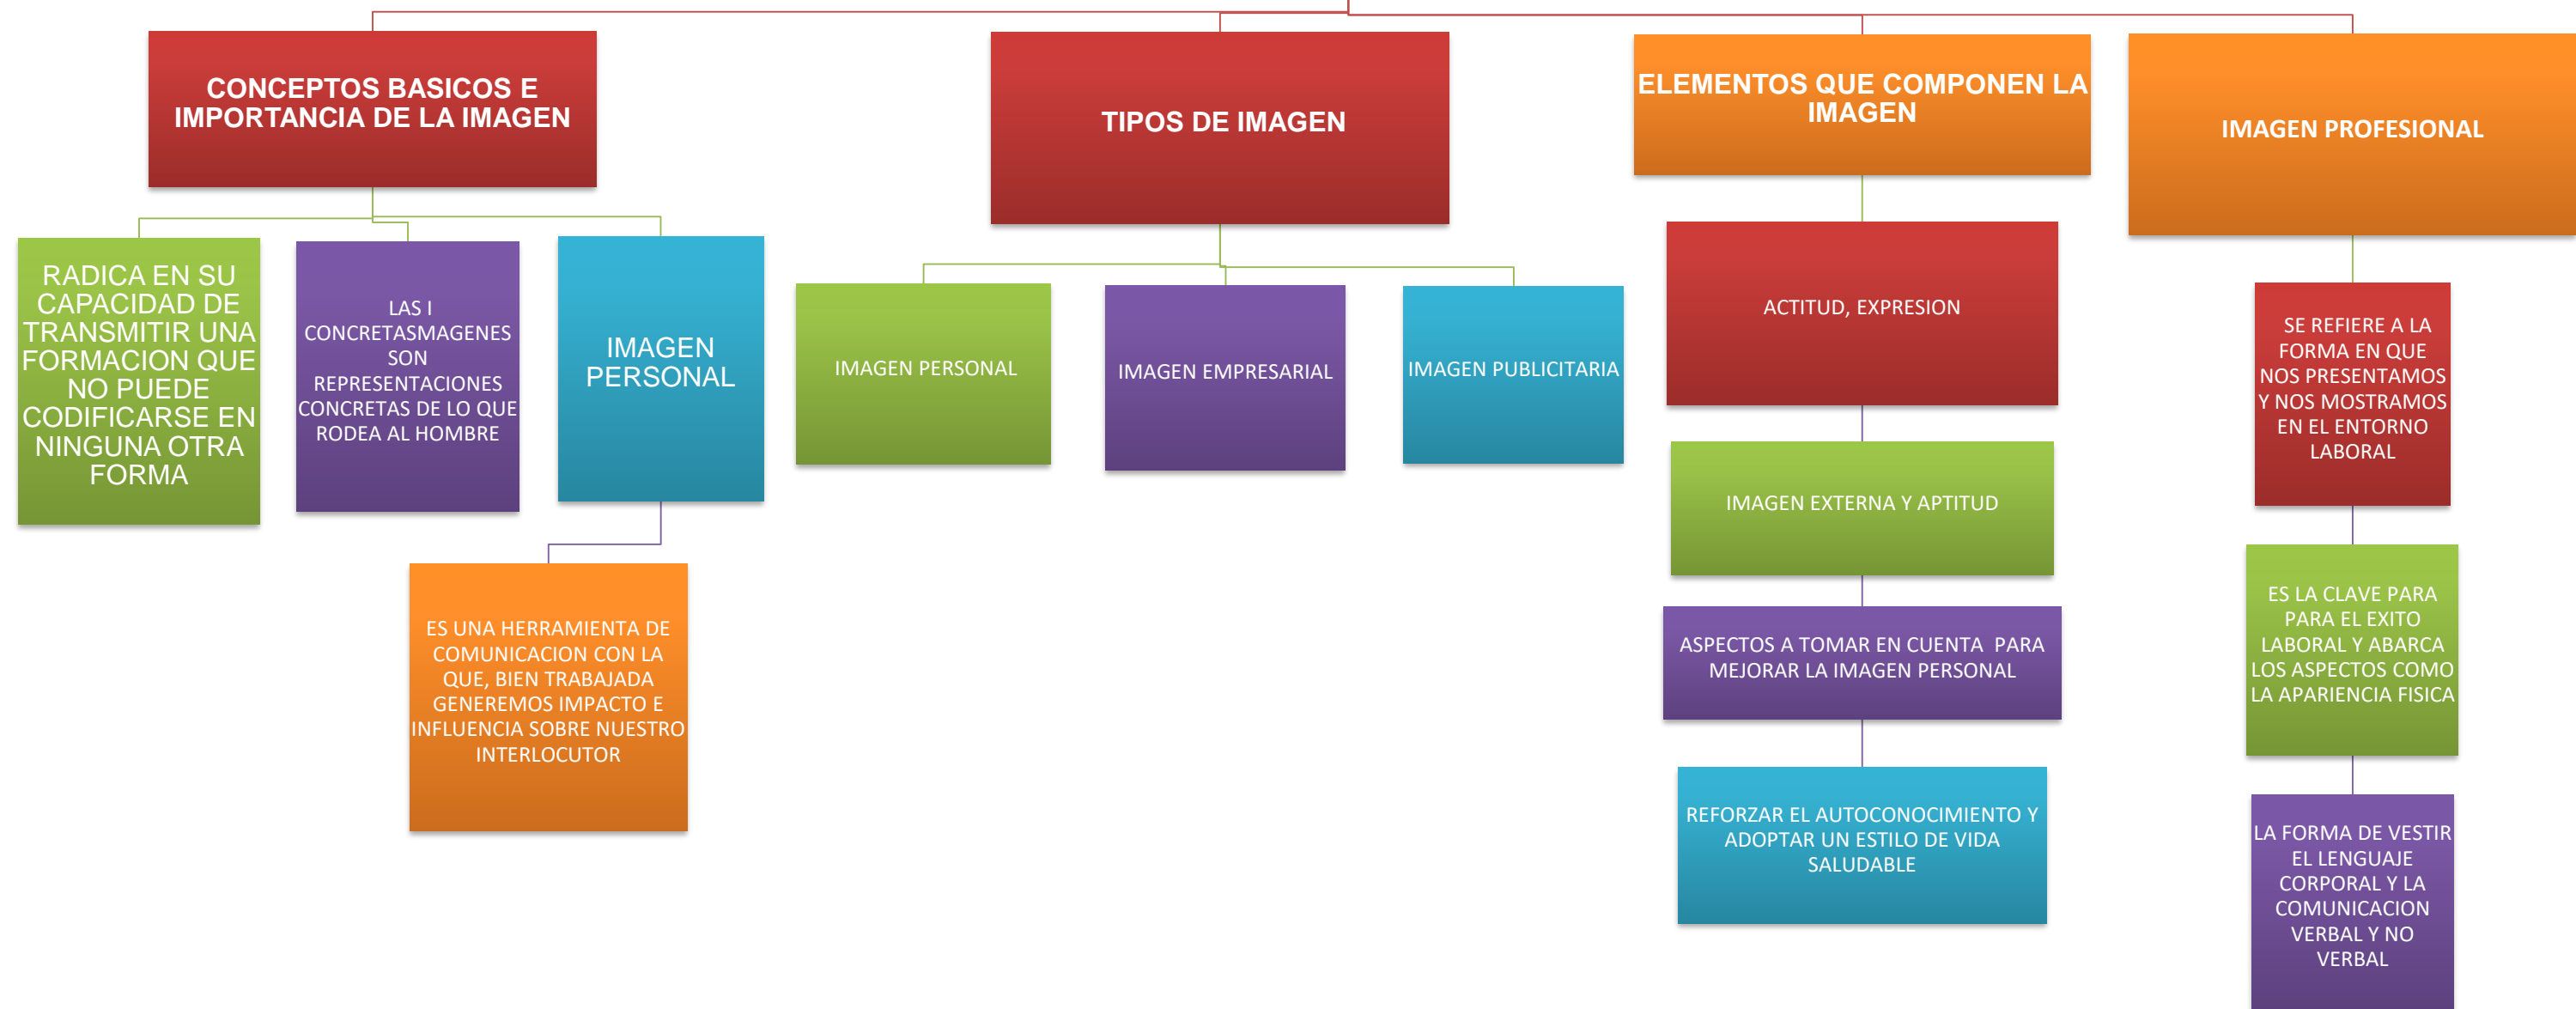 CONCEPTOS BASICOS E
IMPORTANCIA DE LA IMAGEN
RADICA EN SU
CAPACIDAD DE
TRANSMITIR UNA
FORMACION QUE
NO PUEDE
CODIFICARSE EN
NINGUNA OTRA
FORMA
LAS I
CONCRETASMAGENES
SON
REPRESENTACIONES
CONCRETAS DE LO QUE
RODEA AL HOMBRE
IMAGEN
PERSONAL
ES UNA HERRAMIENTA DE
COMUNICACION CON LA
QUE, BIEN TRABAJADA
GENEREMOS IMPACTO E
INFLUENCIA SOBRE NUESTRO
INTERLOCUTOR
TIPOS DE IMAGEN
IMAGEN PERSONAL
IMAGEN EMPRESARIAL
IMAGEN PUBLICITARIA
ELEMENTOS QUE COMPONEN LA
IMAGEN
ACTITUD, EXPRESION
IMAGEN EXTERNA Y APTITUD
ASPECTOS A TOMAR EN CUENTA  PARA
MEJORAR LA IMAGEN PERSONAL
REFORZAR EL AUTOCONOCIMIENTO Y
ADOPTAR UN ESTILO DE VIDA
SALUDABLE
IMAGEN PROFESIONAL
SE REFIERE A LA
FORMA EN QUE
NOS PRESENTAMOS
Y NOS MOSTRAMOS
EN EL ENTORNO
LABORAL
ES LA CLAVE PARA
PARA EL EXITO
LABORAL Y ABARCA
LOS ASPECTOS COMO
LA APARIENCIA FISICA
LA FORMA DE VESTIR
EL LENGUAJE
CORPORAL Y LA
COMUNICACION
VERBAL Y NO
VERBAL